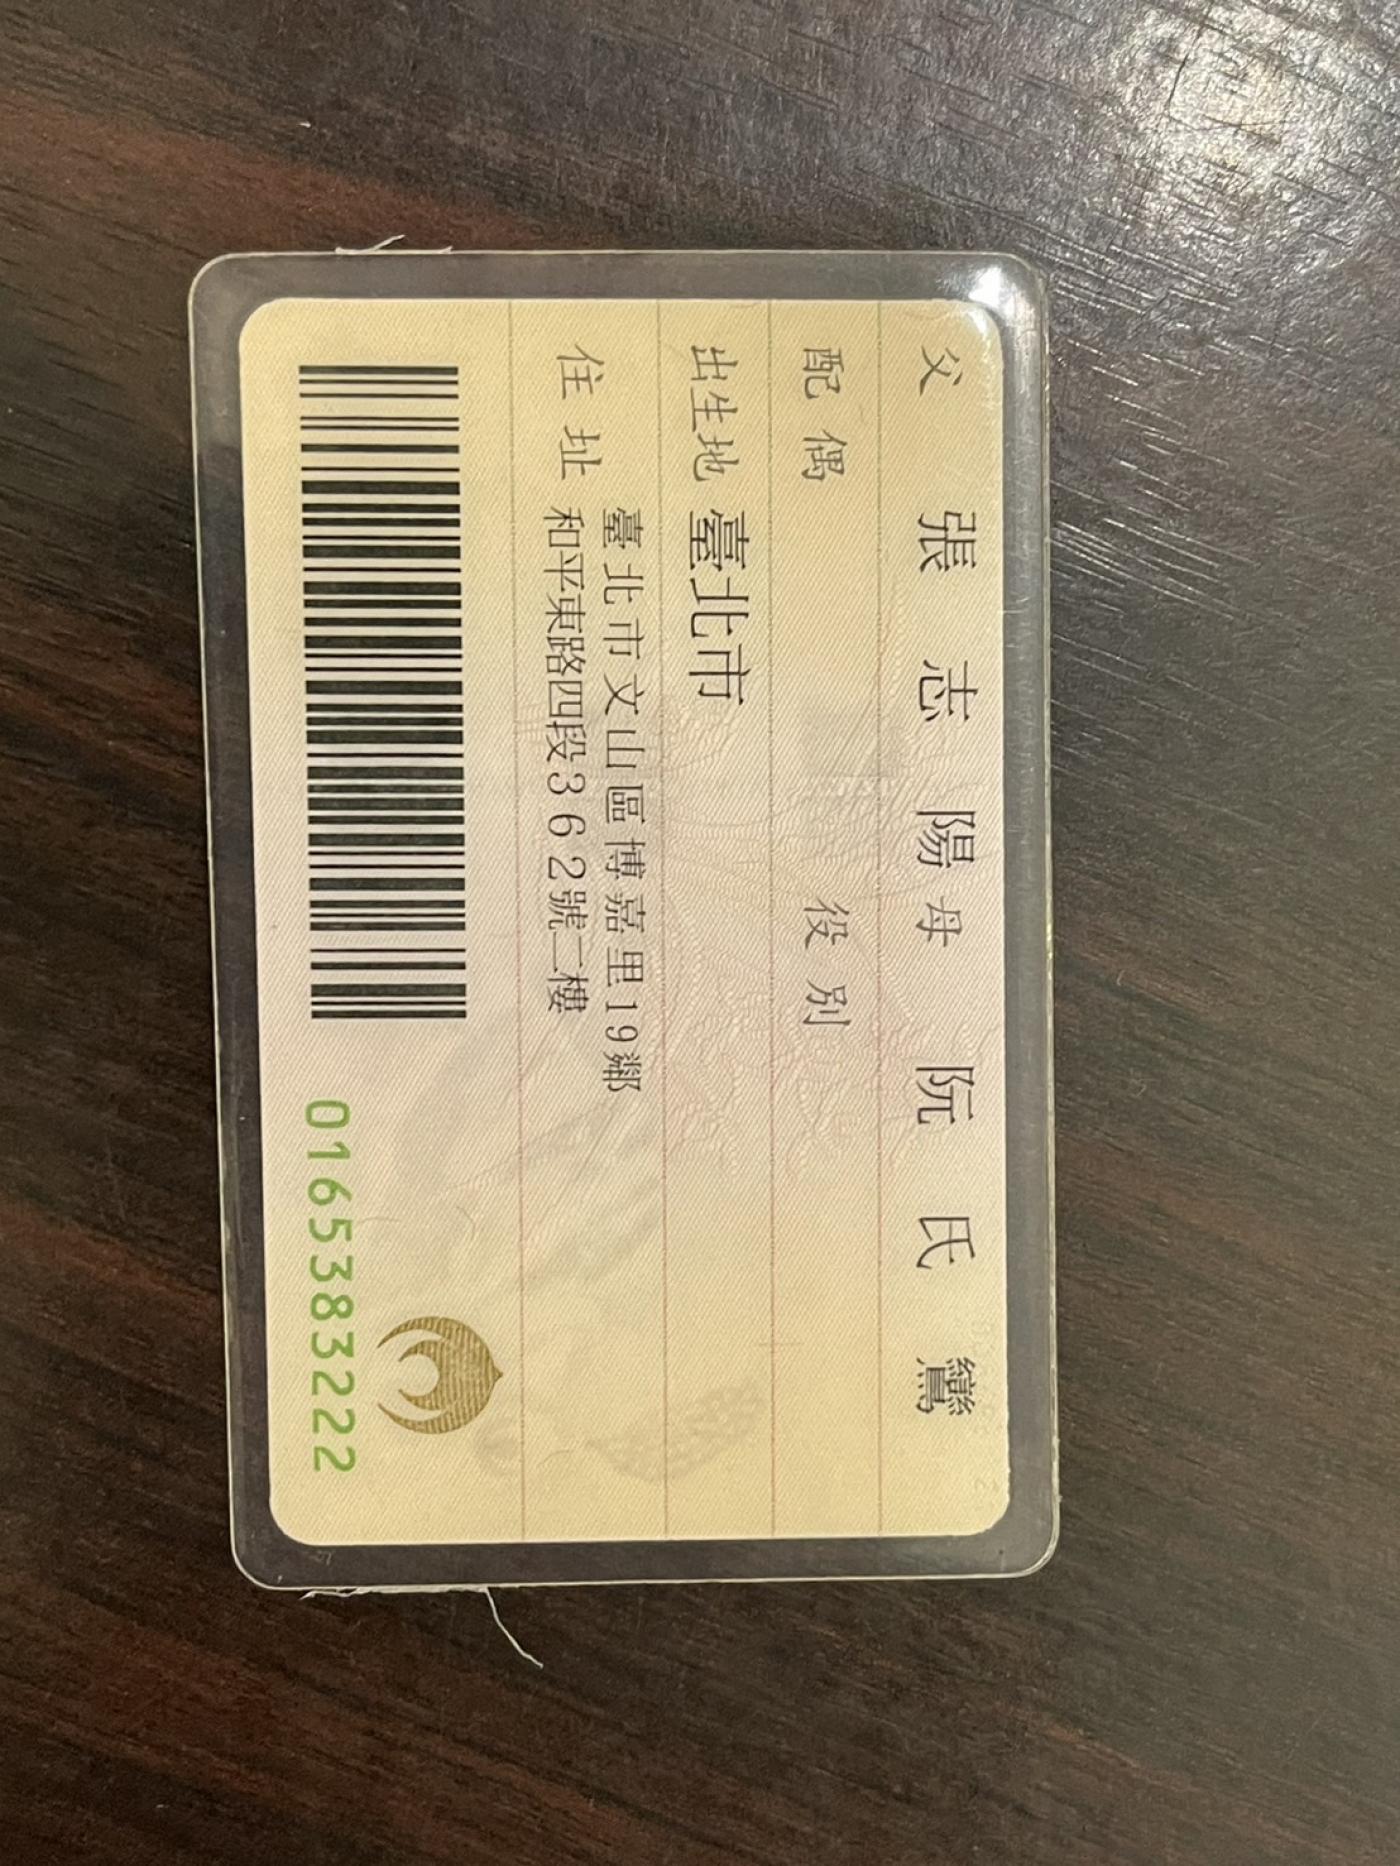 父 張志陽 母 阮氏鸞
配偶 役別
出生地 臺北市
住址 臺北市文山區博嘉里19鄰
和平東路四段362號二樓
0165383222